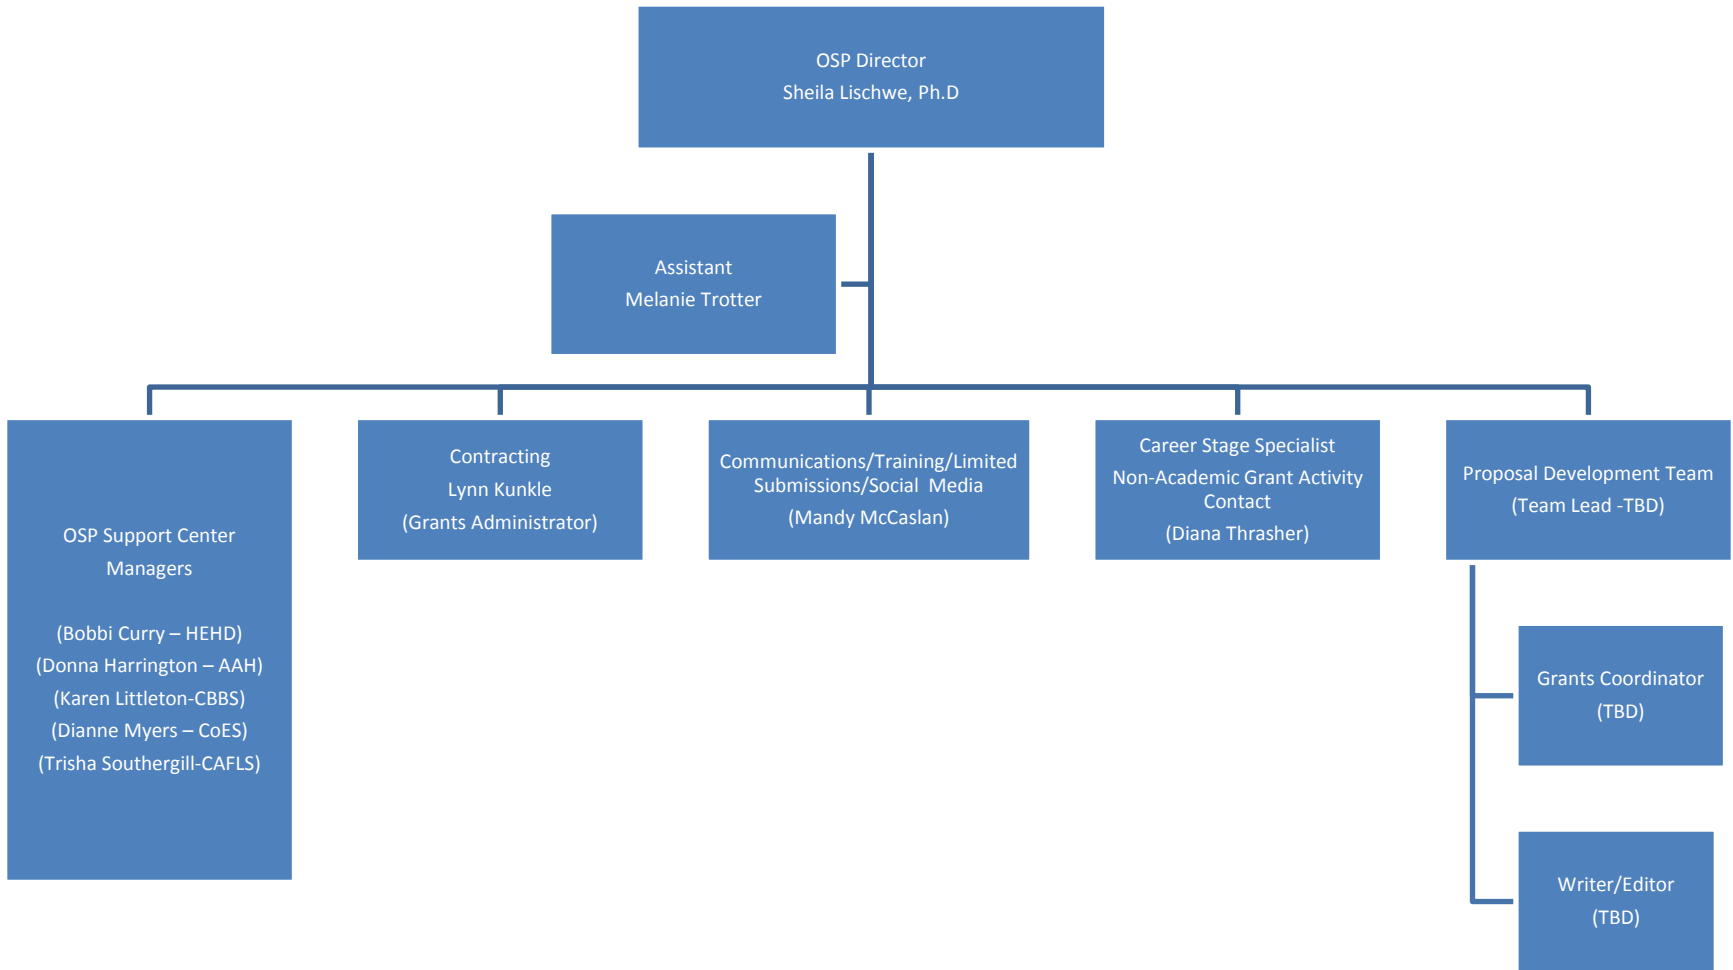 OSP Director
Sheila Lischwe, Ph.D
Assistant
Melanie Trotter
OSP Support Center
Managers
(Bobbi Curry – HEHD)
(Donna Harrington – AAH)
(Karen Littleton-CBBS)
(Dianne Myers – CoES)
(Trisha Southergill-CAFLS)
Contracting
Lynn Kunkle
(Grants Administrator)
Communications/Training/Limited
Submissions/Social Media
(Mandy McCaslan)
Career Stage Specialist
Non-Academic Grant Activity
Contact
(Diana Thrasher)
Proposal Development Team
(Team Lead -TBD)
Grants Coordinator
(TBD)
Writer/Editor
(TBD)